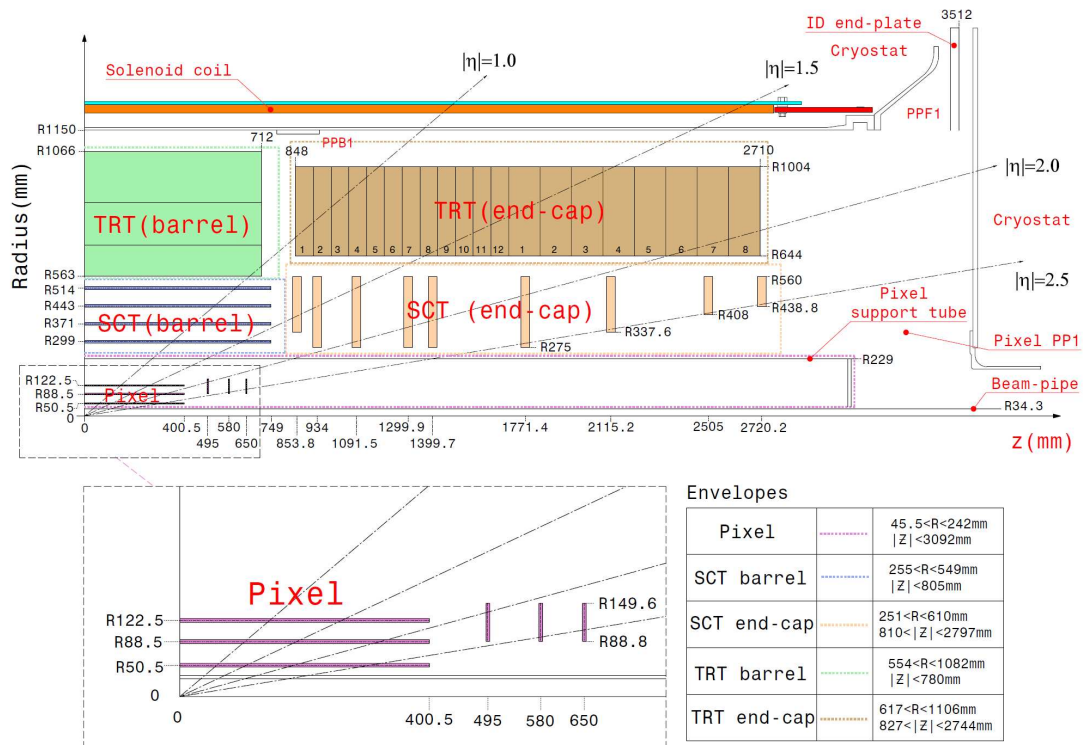 ID end-plate
3512
Cryostat
|η|=1.0
|η|=1.5
Solenoid coil
PPF1
R1150
712
PPB1
R1066
848
2710
R1004
|η|=2.0
Radius(mm)
TRT(barrel)
TRT(end-cap)
Cryostat
1 2 3 4 5 6 7 8 9 10 11 12 1 2 3 4 5 6 7 8
R644
R563
R560
R514
|η|=2.5
R443
SCT(barrel)
SCT (end-cap)
R438.8
R408
Pixel
support tube
R371
R337.6
R299
R275
Pixel PP1
R229
R122.5
R88.5
Pixel
Beam-pipe
R50.5
R34.3
0
0 400.5 580 749 934 1299.9 1771.4 2115.2 2505 2720.2
495 650 853.8 1091.5 1399.7
z(mm)
Envelopes
Pixel
45.5<R<242mm
|Z|<3092mm
SCT barrel
255<R<549mm
|Z|<805mm
SCT end-cap
251<R<610mm
810<|Z|<2797mm
TRT barrel
554<R<1082mm
|Z|<780mm
TRT end-cap
617<R<1106mm
827<|Z|<2744mm
Pixel
R149.6
R122.5
R88.5
R88.8
R50.5
0
0 400.5 495 580 650